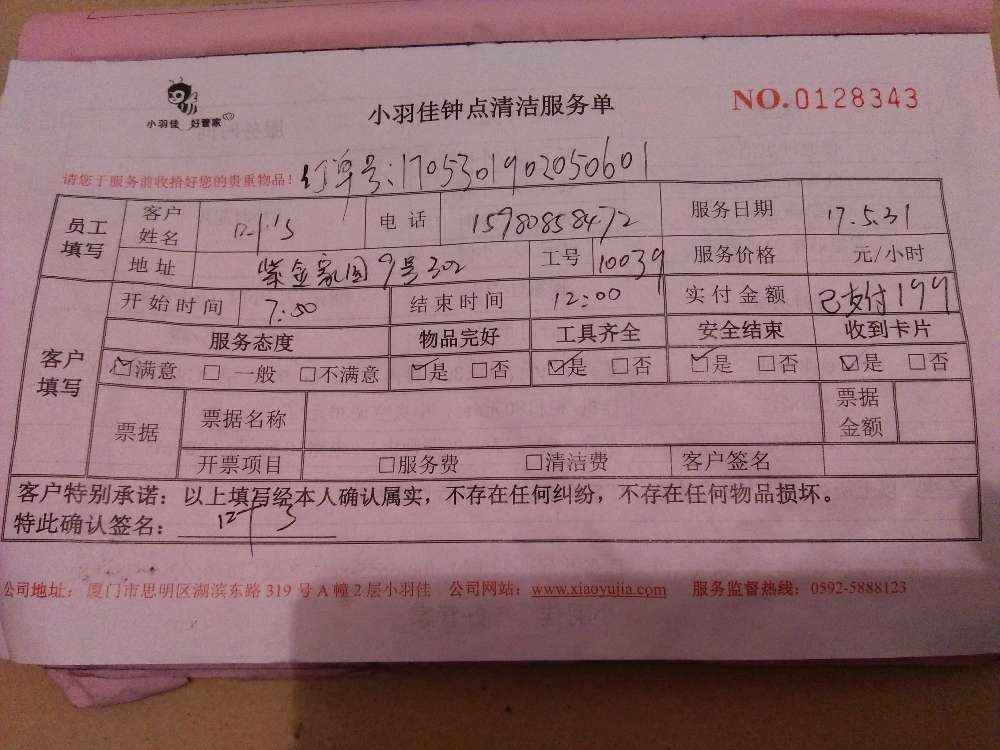 小羽佳 好管家
小羽佳钟点清洁服务单
NO.0128343
请您于服务前收拾好您的贵重物品!
订单号:170530190205​0601
员工填写 客户姓名 电话 15980858472 服务日期 17.5.31
地址 紫金家园9号302 工号 10039 服务价格 元/小时
客户填写 开始时间 7:50 结束时间 12:00 实付金额 已支付199
服务态度 物品完好 工具齐全 安全结束 收到卡片
☑满意 □一般 □不满意 ☑是 □否 ☑是 □否 ☑是 □否 ☑是 □否
票据 票据名称 票据金额
开票项目 □服务费 □清洁费 客户签名
客户特别承诺:以上填写经本人确认属实,不存在任何纠纷,不存在任何物品损坏。
特此确认签名:
公司地址:厦门市思明区湖滨东路319号A幢2层小羽佳 公司网站:www.xiaoyujia.com 服务监督热线:0592-5888123